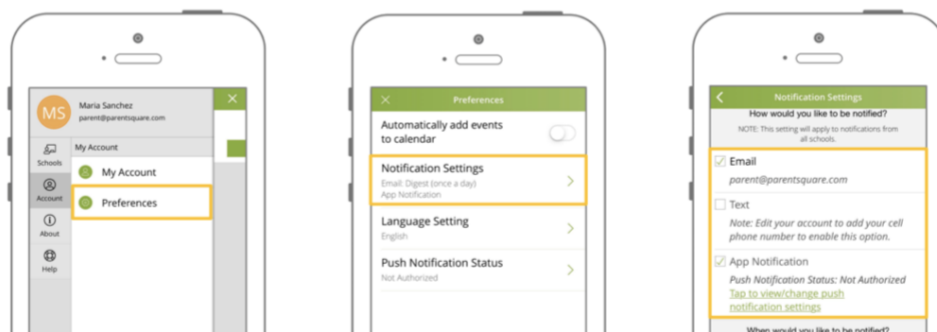 MS
Maria Sanchez
parent@parentsquare.com
Schools
Account
About
Help
My Account
My Account
Preferences
Preferences
Automatically add events
to calendar
Notification Settings
Email: Digest (once a day)
App Notification
Language Setting
English
Push Notification Status
Not Authorized
Notification Settings
How would you like to be notified?
NOTE: This setting will apply to notifications from
all schools.
Email
parent@parentsquare.com
Text
Note: Edit your account to add your cell
phone number to enable this option.
App Notification
Push Notification Status: Not Authorized
Tap to view/change push
notification settings
When would you like to be notified?